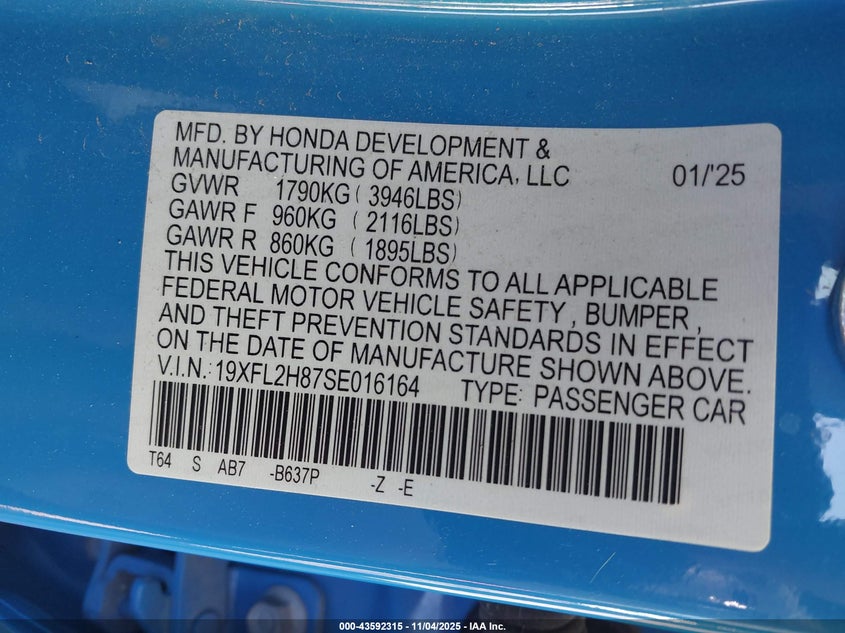 MFD. BY HONDA DEVELOPMENT &
MANUFACTURING OF AMERICA, LLC 01/'25
GVWR 1790KG ( 3946LBS)
GAWR F 960KG ( 2116LBS)
GAWR R 860KG ( 1895LBS)
THIS VEHICLE CONFORMS TO ALL APPLICABLE
FEDERAL MOTOR VEHICLE SAFETY , BUMPER ,
AND THEFT PREVENTION STANDARDS IN EFFECT
ON THE DATE OF MANUFACTURE SHOWN ABOVE.
V.I.N.: 19XFL2H87SE016164 TYPE: PASSENGER CAR
T64 S AB7 -B637P -Z -E
000-43592315 - 11/04/2025 - IAA Inc.